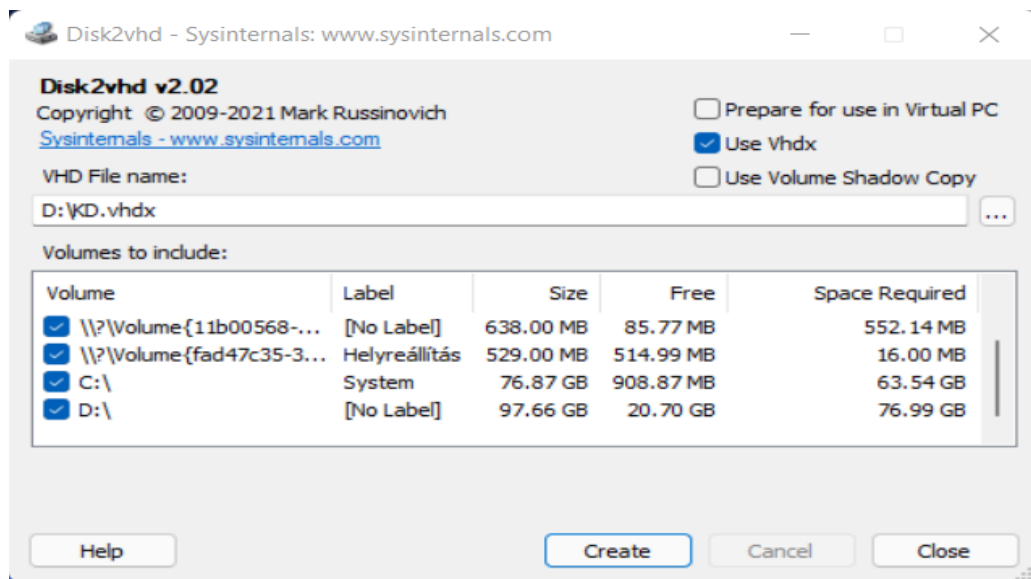 Disk2vhd - Sysinternals: www.sysinternals.com
Disk2vhd v2.02
Copyright © 2009-2021 Mark Russinovich
Sysinternals - www.sysinternals.com
Prepare for use in Virtual PC
Use Vhdx
Use Volume Shadow Copy
VHD File name:
D:\KD.vhdx
...
Volumes to include:
Volume Label Size Free Space Required
\\?\Volume{11b00568-... [No Label] 638.00 MB 85.77 MB 552.14 MB
\\?\Volume{fad47c35-3... Helyreállítás 529.00 MB 514.99 MB 16.00 MB
C:\ System 76.87 GB 908.87 MB 63.54 GB
D:\ [No Label] 97.66 GB 20.70 GB 76.99 GB
Help Create Cancel Close